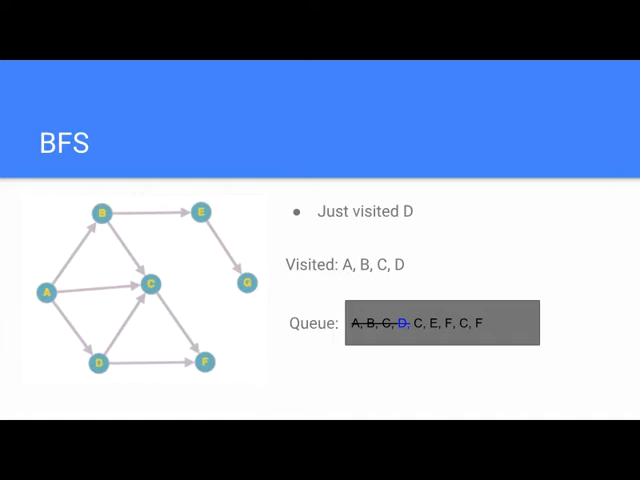 BFS
B
E
● Just visited D
Visited: A, B, C, D
C
G
A
Queue: A, B, C, D, C, E, F, C, F
D
F